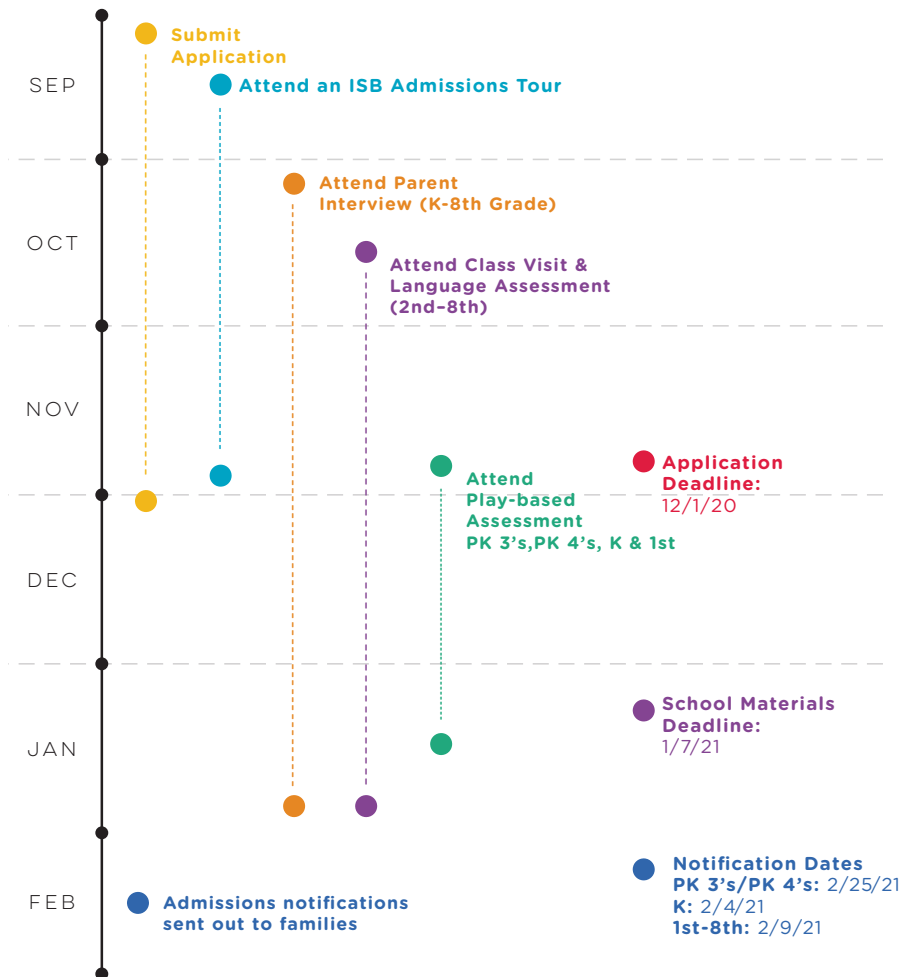 Submit
Application
SEP
Attend an ISB Admissions Tour
Attend Parent
Interview (K-8th Grade)
OCT
Attend Class Visit &
Language Assessment
(2nd–8th)
NOV
Attend
Play-based
Assessment
PK 3’s,PK 4’s, K & 1st
Application
Deadline:
12/1/20
DEC
School Materials
Deadline:
1/7/21
JAN
FEB
Admissions notifications
sent out to families
Notification Dates
PK 3’s/PK 4’s: 2/25/21
K: 2/4/21
1st-8th: 2/9/21